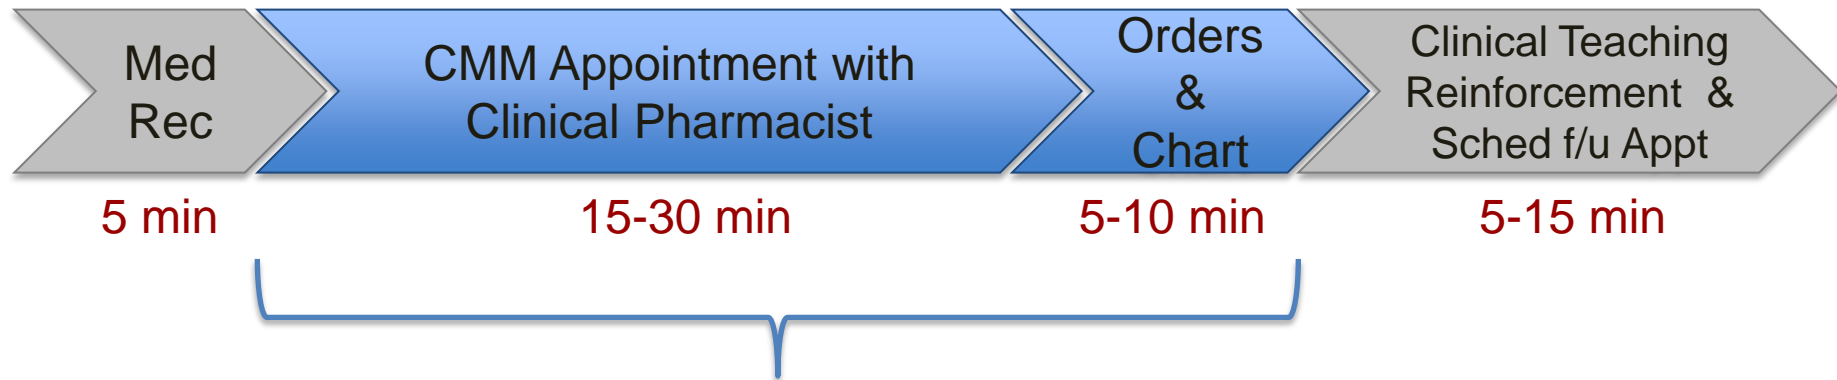 Med
Rec
CMM Appointment with
Clinical Pharmacist
Orders
&
Chart
Clinical Teaching
Reinforcement &
Sched f/u Appt
5 min
15-30 min
5-10 min
5-15 min